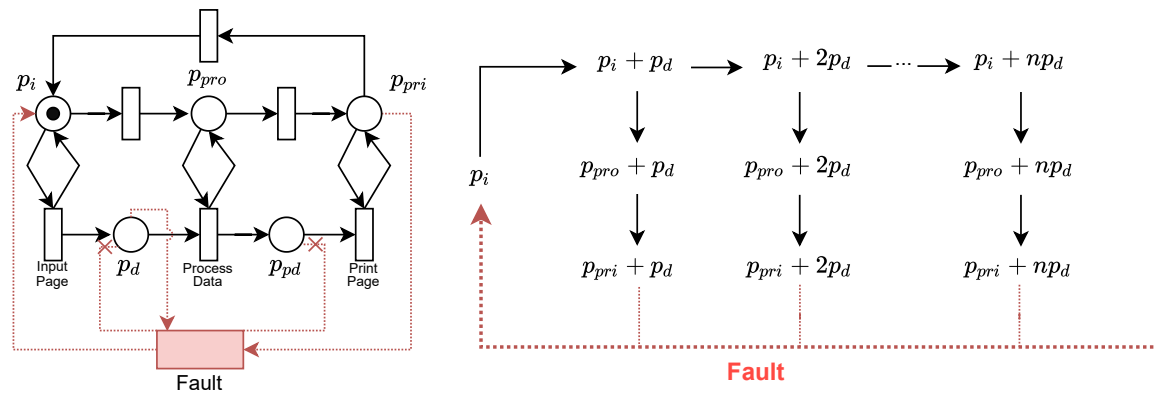 p_i
p_pro
p_pri
Input
Page
p_d
Process
Data
p_pd
Print
Page
Fault
p_i + p_d
p_i + 2p_d
...
p_i + np_d
p_i
p_pro + p_d
p_pro + 2p_d
p_pro + np_d
p_pri + p_d
p_pri + 2p_d
p_pri + np_d
Fault